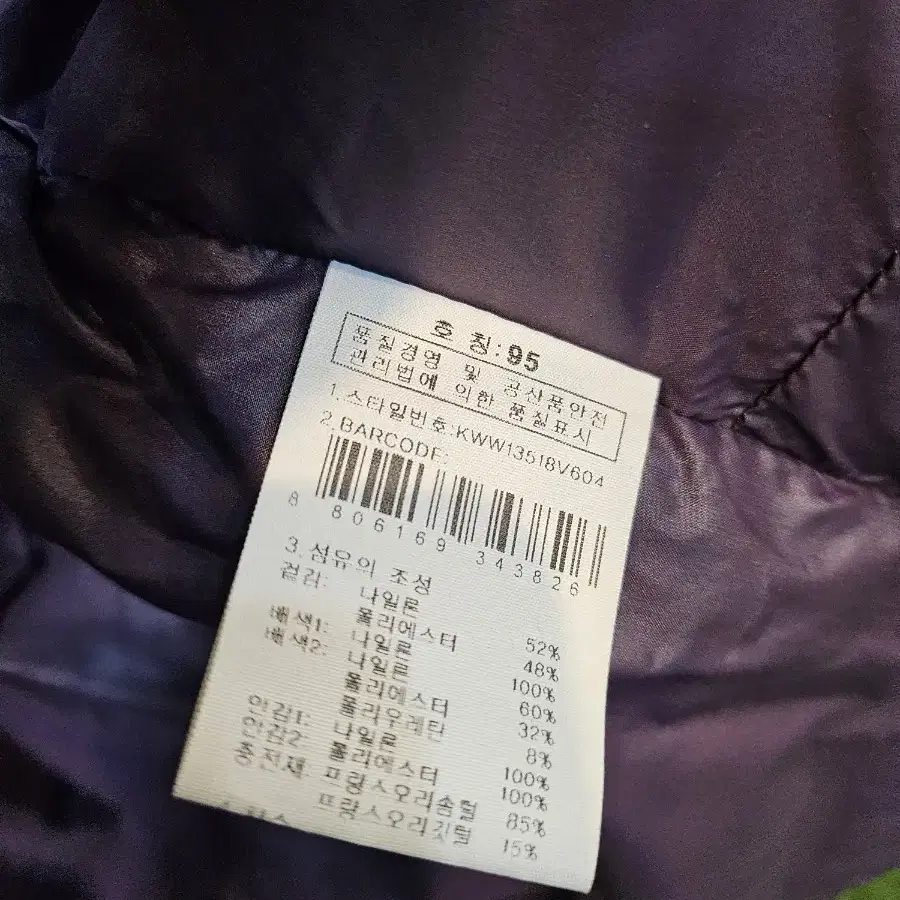 호 칭:95
품질경영 및 공산품안전
관리법에 의한 품질표시
1.스타일번호:KWW13518V604
2.BARCODE:
8 806169 343826
3.섬유의 조성
겉감: 나일론 52%
폴리에스터 48%
배색1: 나일론 100%
배색2: 나일론 60%
폴리에스터 32%
폴리우레탄 8%
안감1: 나일론 100%
안감2: 폴리에스터 100%
충전재: 프랑스오리솜털 85%
프랑스오리깃털 15%